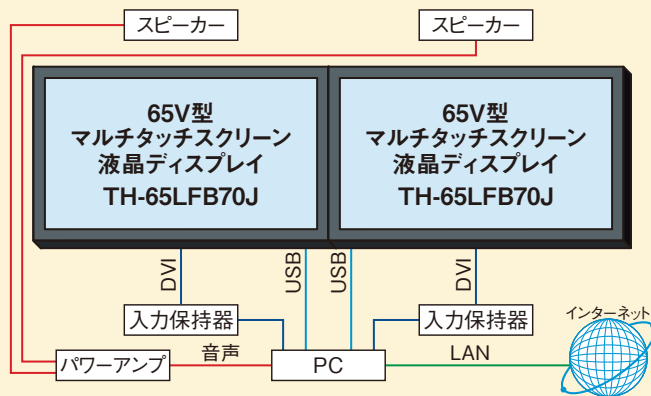 スピーカー
スピーカー
65V型
マルチタッチスクリーン
液晶ディスプレイ
TH-65LFB70J
65V型
マルチタッチスクリーン
液晶ディスプレイ
TH-65LFB70J
DVI
USB
USB
DVI
入力保持器
入力保持器
インターネット
パワーアンプ
音声
PC
LAN